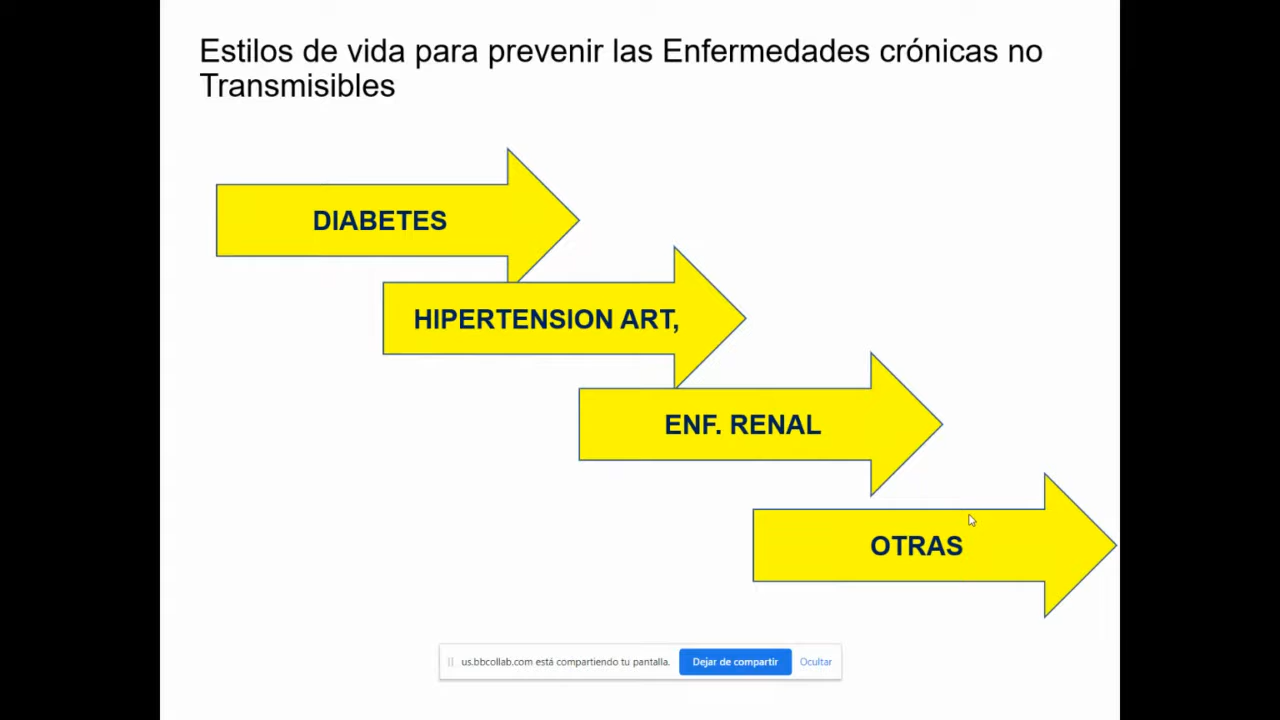 Estilos de vida para prevenir las Enfermedades crónicas no
Transmisibles
DIABETES
HIPERTENSION ART,
ENF. RENAL
OTRAS
us.bbcollab.com está compartiendo tu pantalla. Dejar de compartir Ocultar